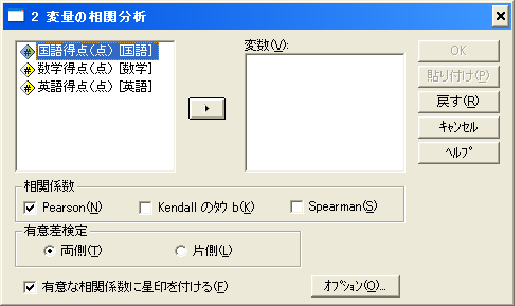 2 変量の相関分析
国語得点(点) [国語]
数学得点(点) [数学]
英語得点(点) [英語]
変数(V):
OK
貼り付け(P)
戻す(R)
キャンセル
ヘルプ
相関係数
Pearson(N)
Kendall のタウ b(K)
Spearman(S)
有意差検定
両側(T)
片側(L)
有意な相関係数に星印を付ける(F)
オプション(O)...